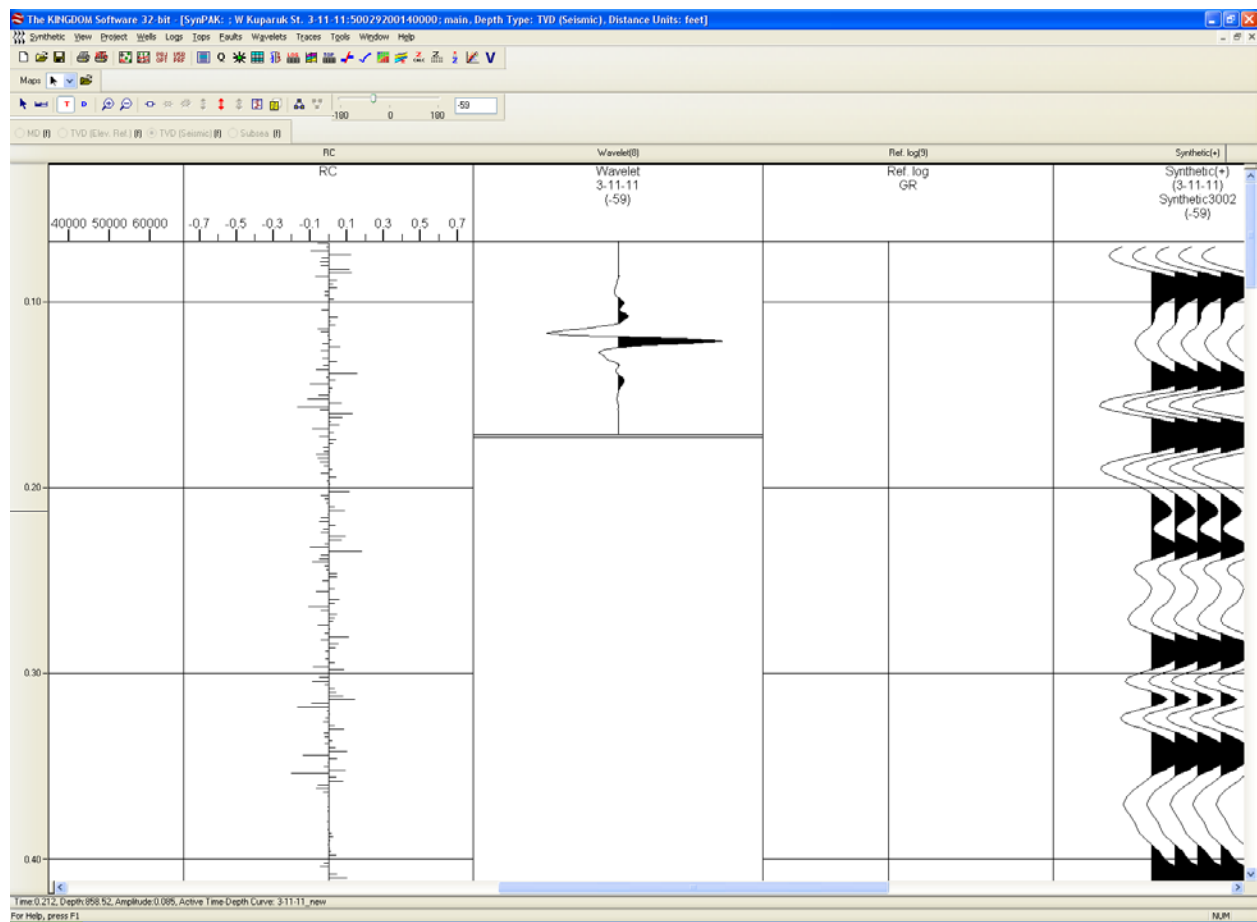 The KINGDOM Software 32-bit - [SynPAK: ; W Kuparuk St. 3-11-11:50029200140000; main, Depth Type: TVD (Seismic), Distance Units: feet]
Synthetic View Project Wells Logs Tops Faults Wavelets Traces Tools Window Help
Maps
T D -180 0 180 -59
MD (f) TVD (Elev. Ref.) (f) TVD (Seismic) (f) Subsea (f)
RC Wavelet(8) Ref. log(9) Synthetic(+)
RC Wavelet Ref. log Synthetic(+)
3-11-11 GR (3-11-11)
(-59) Synthetic3002
(-59)
40000 50000 60000 -0.7 -0.5 -0.3 -0.1 0.1 0.3 0.5 0.7
0.10
0.20
0.30
0.40
Time:0.212, Depth:858.52, Amplitude:0.085, Active Time-Depth Curve: 3-11-11_new
For Help, press F1 NUM